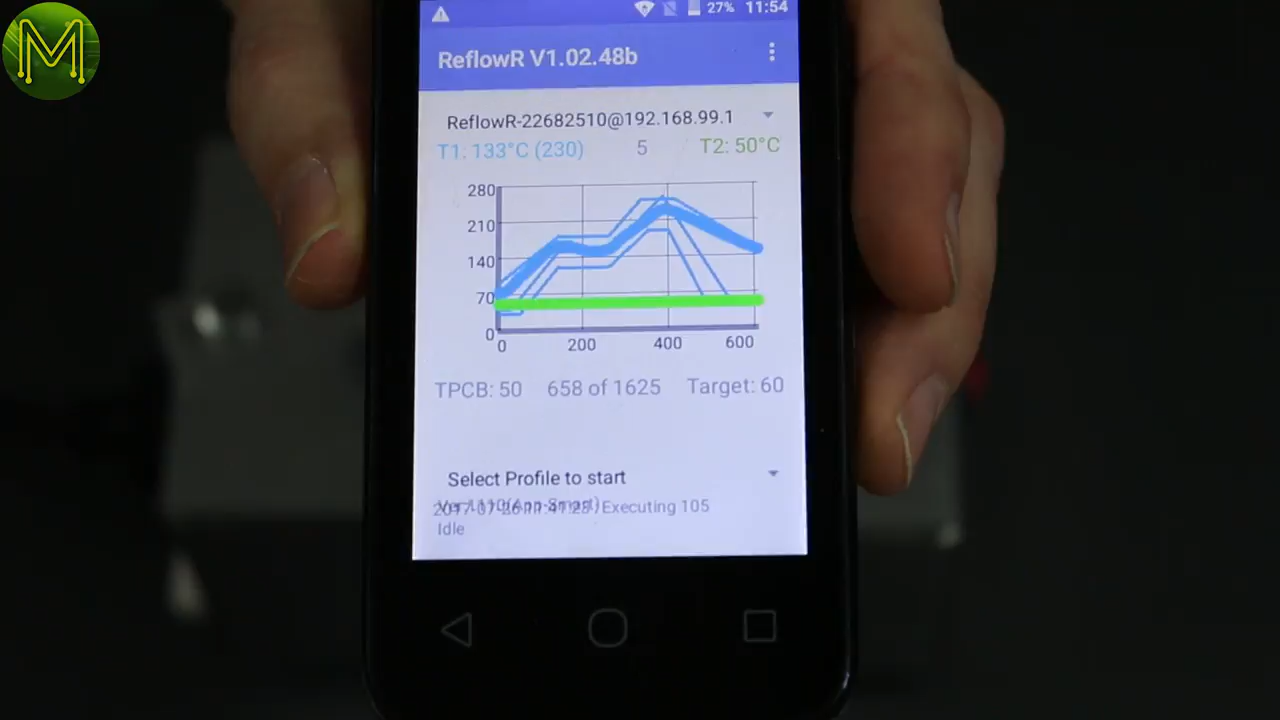 M
27% 11:54
ReflowR V1.02.48b
ReflowR-22682510@192.168.99.1
T1: 133°C (230) 5 T2: 50°C
280
210
140
70
0
0 200 400 600
TPCB: 50 658 of 1625 Target: 60
Select Profile to start
Executing 105
Idle